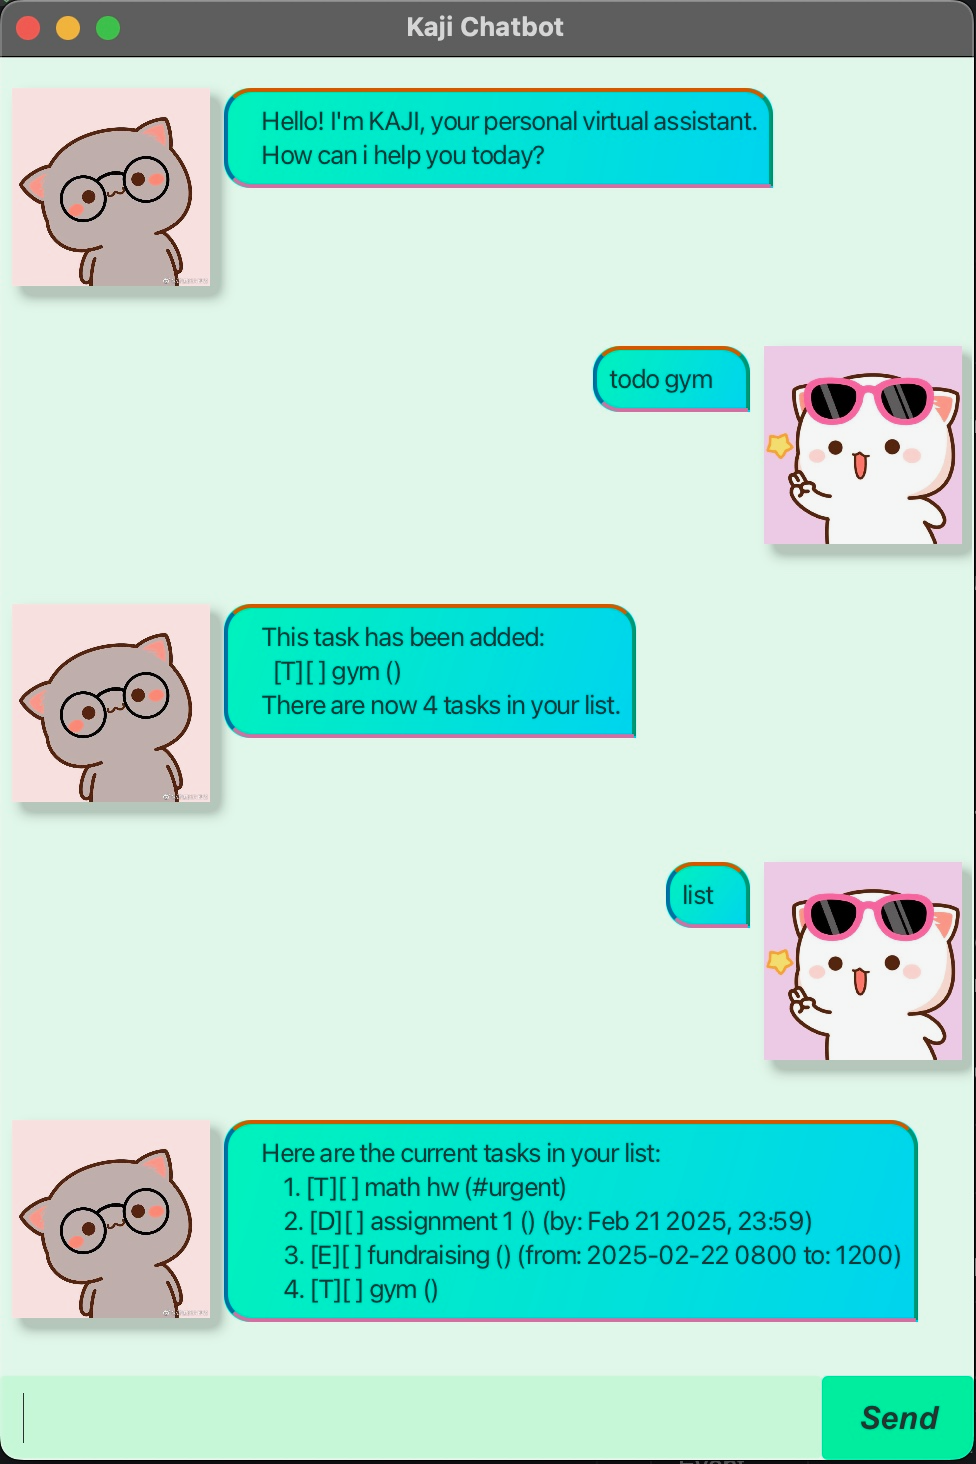 Kaji Chatbot
Hello! I'm KAJI, your personal virtual assistant.
How can i help you today?
todo gym
This task has been added:
[T][ ] gym ()
There are now 4 tasks in your list.
list
Here are the current tasks in your list:
1. [T][ ] math hw (#urgent)
2. [D][ ] assignment 1 () (by: Feb 21 2025, 23:59)
3. [E][ ] fundraising () (from: 2025-02-22 0800 to: 1200)
4. [T][ ] gym ()
Send